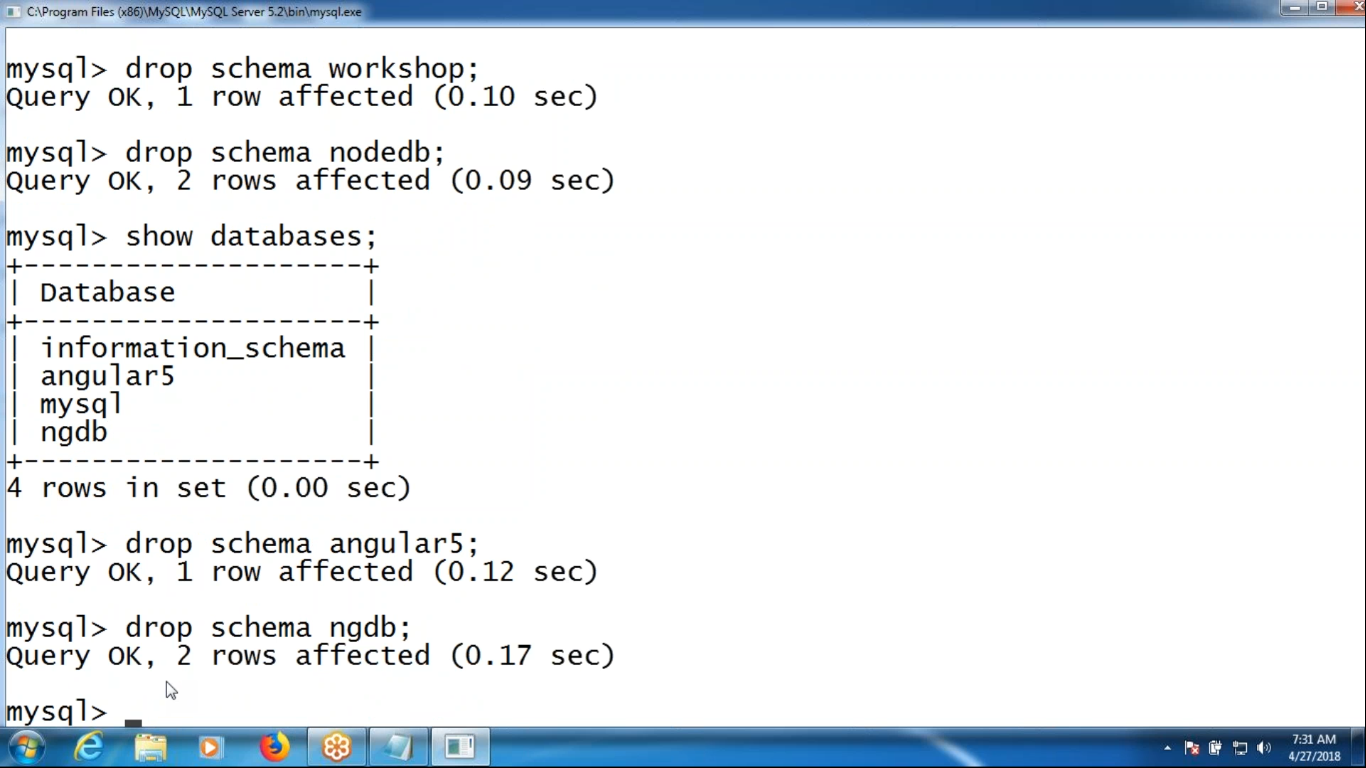 C:\Program Files (x86)\MySQL\MySQL Server 5.2\bin\mysql.exe
mysql> drop schema workshop;
Query OK, 1 row affected (0.10 sec)
mysql> drop schema nodedb;
Query OK, 2 rows affected (0.09 sec)
mysql> show databases;
+--------------------+
| Database           |
+--------------------+
| information_schema |
| angular5           |
| mysql              |
| ngdb               |
+--------------------+
4 rows in set (0.00 sec)
mysql> drop schema angular5;
Query OK, 1 row affected (0.12 sec)
mysql> drop schema ngdb;
Query OK, 2 rows affected (0.17 sec)
mysql> _
7:31 AM
4/27/2018